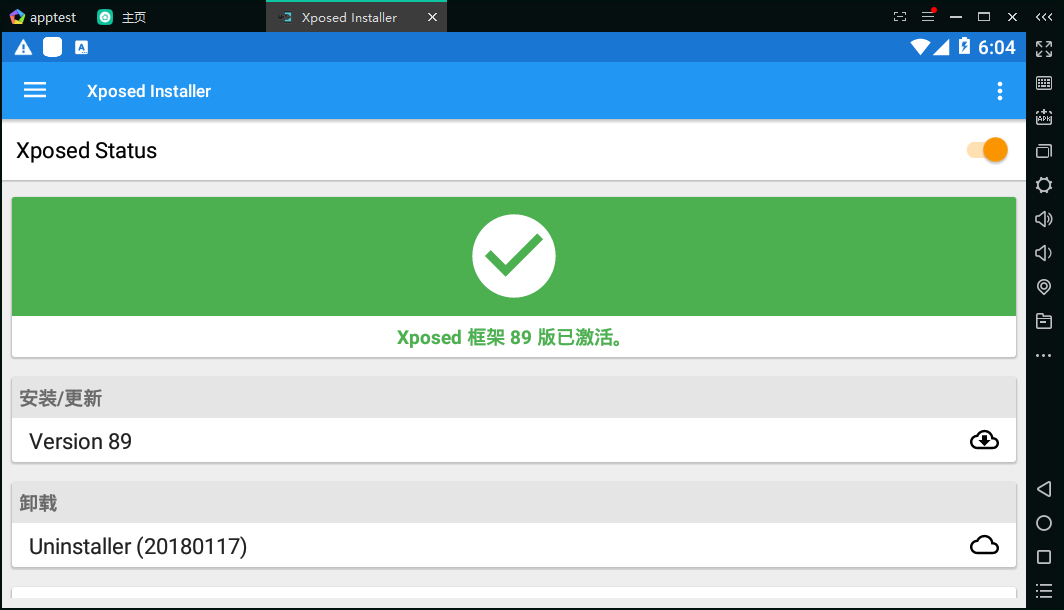 apptest
主页
Xposed Installer
6:04
Xposed Installer
Xposed Status
Xposed 框架 89 版已激活。
安装/更新
Version 89
卸载
Uninstaller (20180117)